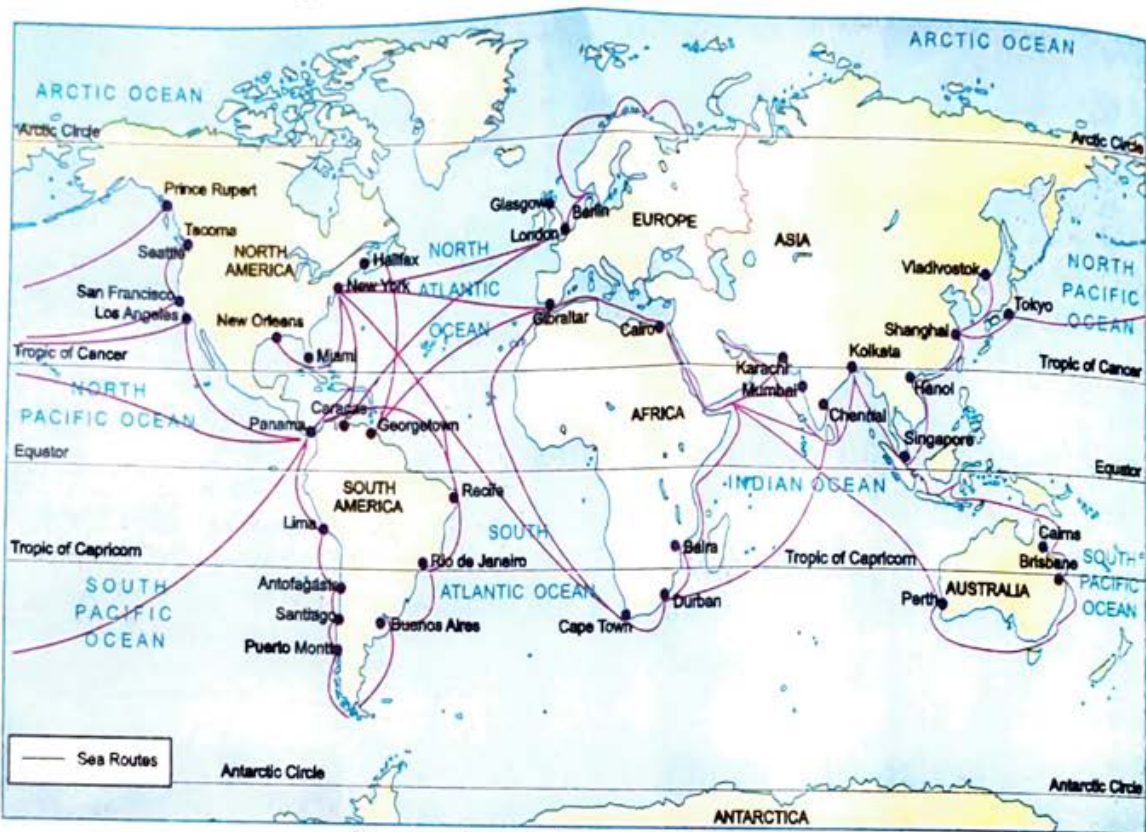 ARCTIC OCEAN
ARCTIC OCEAN
Arctic Circle
Arctic Circle
Prince Rupert
Glasgow
Berlin
London
EUROPE
ASIA
Tacoma
Seattle
NORTH
AMERICA
Halifax
NORTH
ATLANTIC
OCEAN
New York
Vladivostok
NORTH
PACIFIC
OCEAN
San Francisco
Los Angeles
New Orleans
Gibraltar
Cairo
Tokyo
Shanghai
Tropic of Cancer
Miami
Karachi
Kolkata
Tropic of Cancer
NORTH
PACIFIC OCEAN
Mumbai
Hanoi
Caracas
AFRICA
Chennai
Panama
Georgetown
Singapore
Equator
Equator
INDIAN OCEAN
SOUTH
AMERICA
Recife
Lima
SOUTH
ATLANTIC OCEAN
Cairns
Tropic of Capricorn
Rio de Janeiro
Baira
Tropic of Capricorn
Brisbane
SOUTH
PACIFIC
OCEAN
SOUTH
PACIFIC
OCEAN
Antofagasta
Durban
Perth
AUSTRALIA
Santiago
Buenos Aires
Cape Town
Puerto Montt
Sea Routes
Antarctic Circle
Antarctic Circle
ANTARCTICA